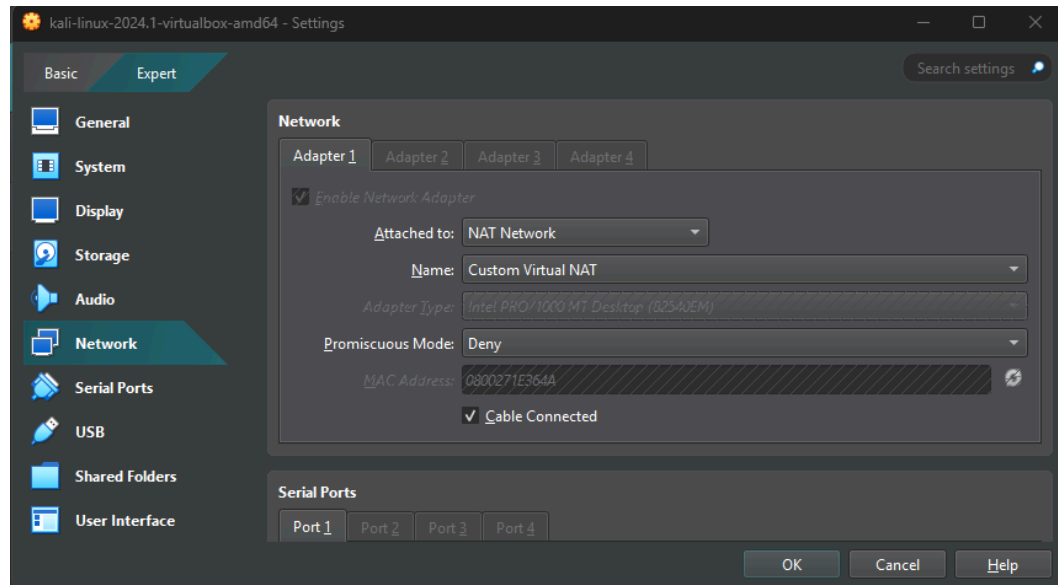 kali-linux-2024.1-virtualbox-amd64 - Settings
Basic
Expert
Search settings
General
System
Display
Storage
Audio
Network
Serial Ports
USB
Shared Folders
User Interface
Network
Adapter 1
Adapter 2
Adapter 3
Adapter 4
Enable Network Adapter
Attached to: NAT Network
Name: Custom Virtual NAT
Adapter Type: Intel PRO/1000 MT Desktop (82540EM)
Promiscuous Mode: Deny
MAC Address: 0800271E364A
Cable Connected
Serial Ports
Port 1
Port 2
Port 3
Port 4
OK
Cancel
Help